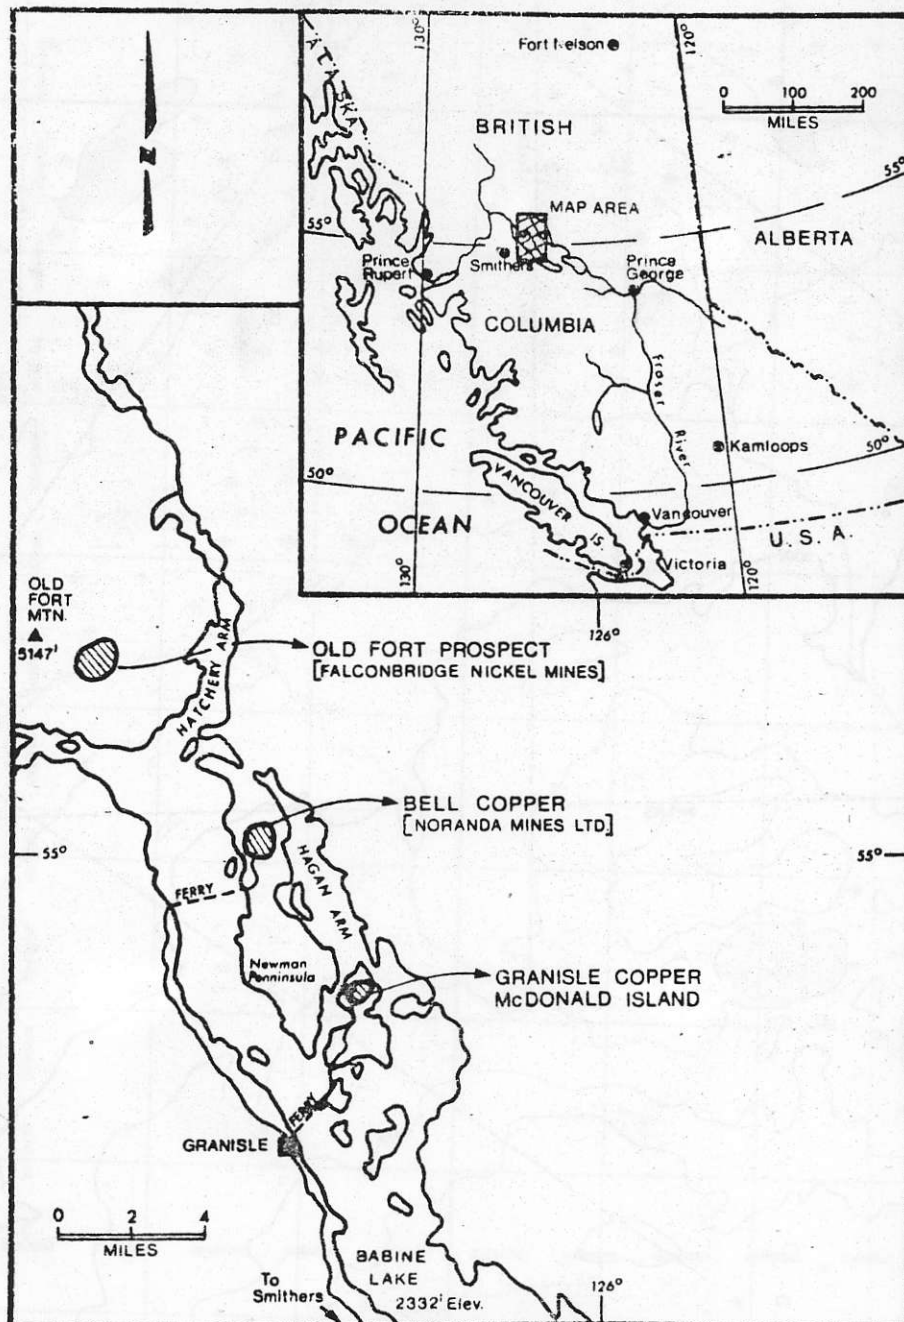 N
130°
120°
Fort Nelson
0 100 200
MILES
ALASKA
BRITISH
55°
MAP AREA
55°
ALBERTA
Prince
Rupert
Smithers
Prince
George
COLUMBIA
Fraser
River
PACIFIC
OCEAN
50°
50°
Kamloops
VANCOUVER IS
Vancouver
U. S. A.
Victoria
130°
120°
126°
OLD
FORT
MTN.
5147'
HATCHERY ARM
OLD FORT PROSPECT
[FALCONBRIDGE NICKEL MINES]
BELL COPPER
[NORANDA MINES LTD]
55°
55°
HAGAN ARM
FERRY
Newman
Penninsula
GRANISLE COPPER
McDONALD ISLAND
FERRY
GRANISLE
0 2 4
MILES
BABINE
LAKE
2332' Elev.
To
Smithers
126°